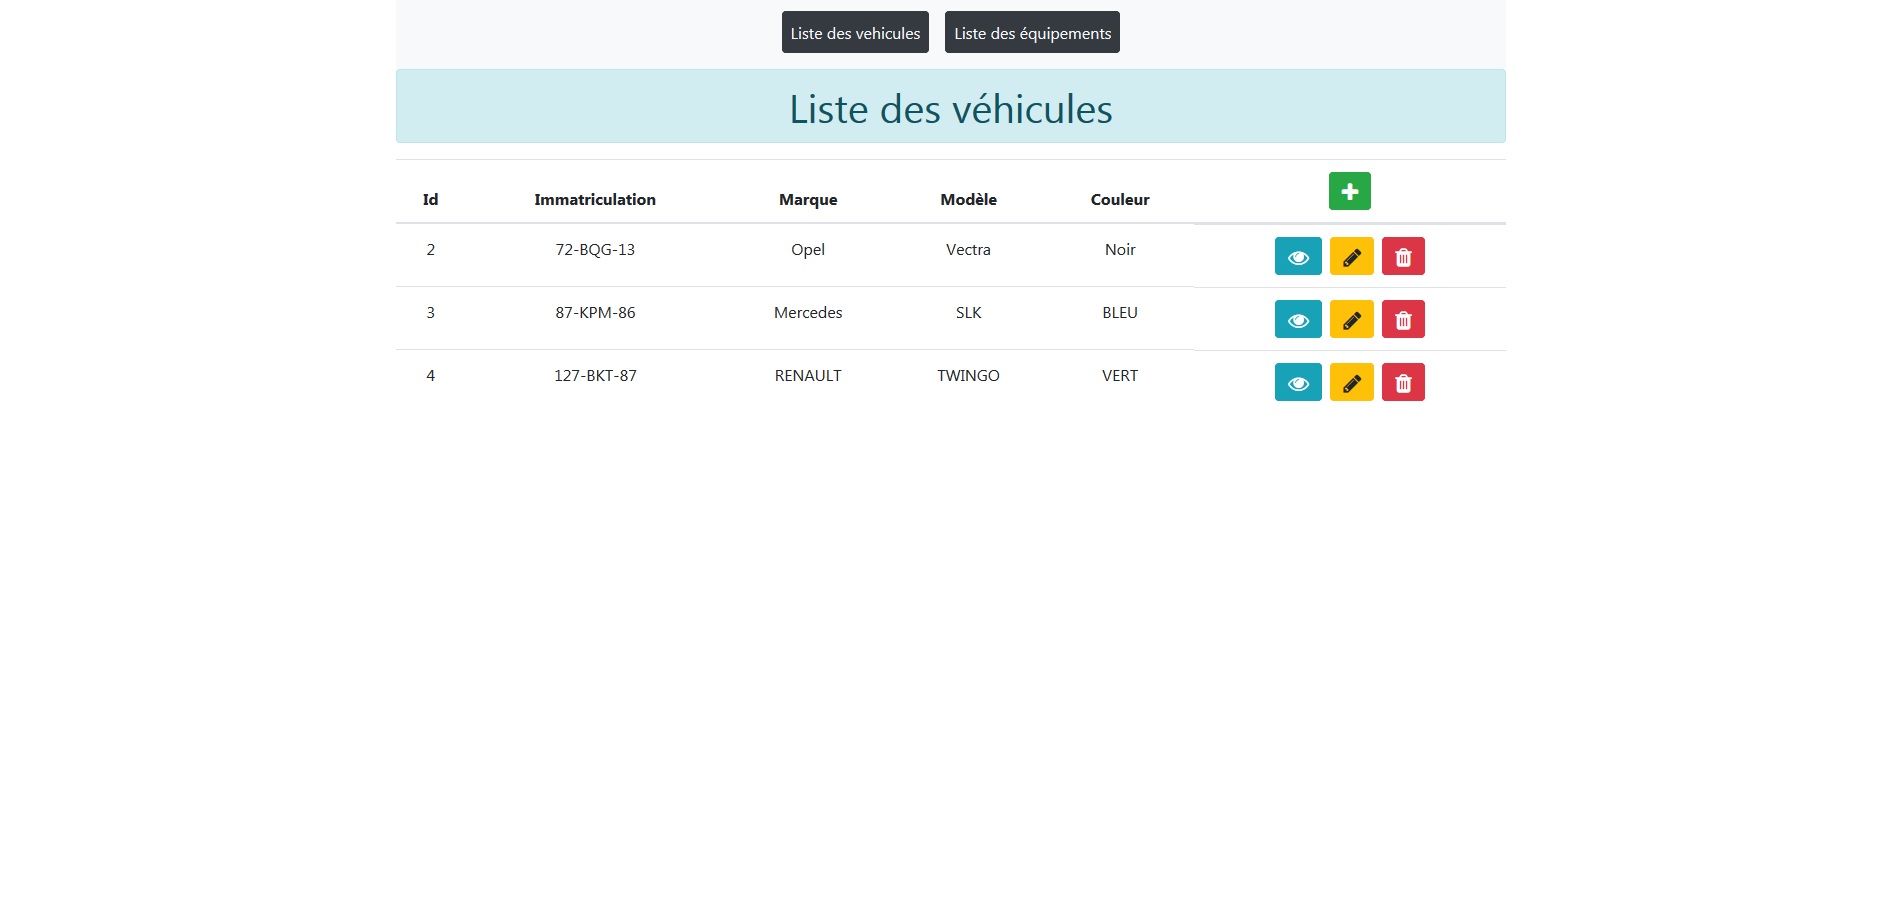 Liste des vehicules Liste des équipements
Liste des véhicules
Id Immatriculation Marque Modèle Couleur
2 72-BQG-13 Opel Vectra Noir
3 87-KPM-86 Mercedes SLK BLEU
4 127-BKT-87 RENAULT TWINGO VERT